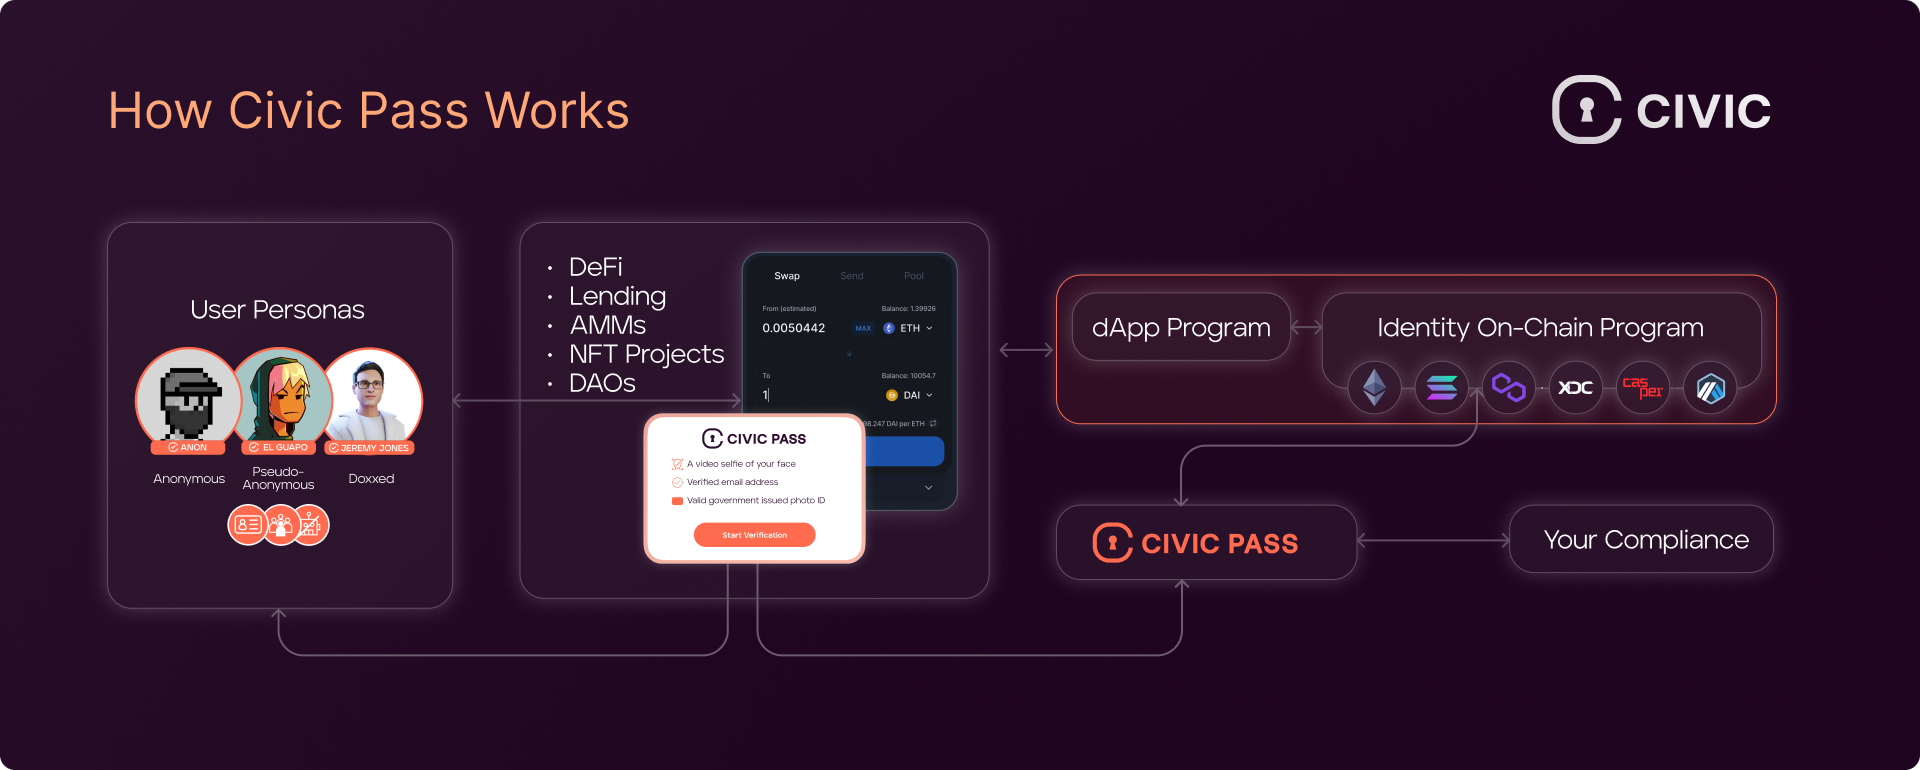 How Civic Pass Works
CIVIC
User Personas
ANON
EL GUAPO
JEREMY JONES
Anonymous
Pseudo-
Anonymous
Doxxed
• DeFi
• Lending
• AMMs
• NFT Projects
• DAOs
Swap
Send
Pool
From (estimated)
Balance: 1.39926
0.0050442
MAX
ETH
To
Balance: 10054.7
1
DAI
98.247 DAI per ETH
CIVIC PASS
A video selfie of your face
Verified email address
Valid government issued photo ID
Start Verification
dApp Program
Identity On-Chain Program
XDC
casper
CIVIC PASS
Your Compliance